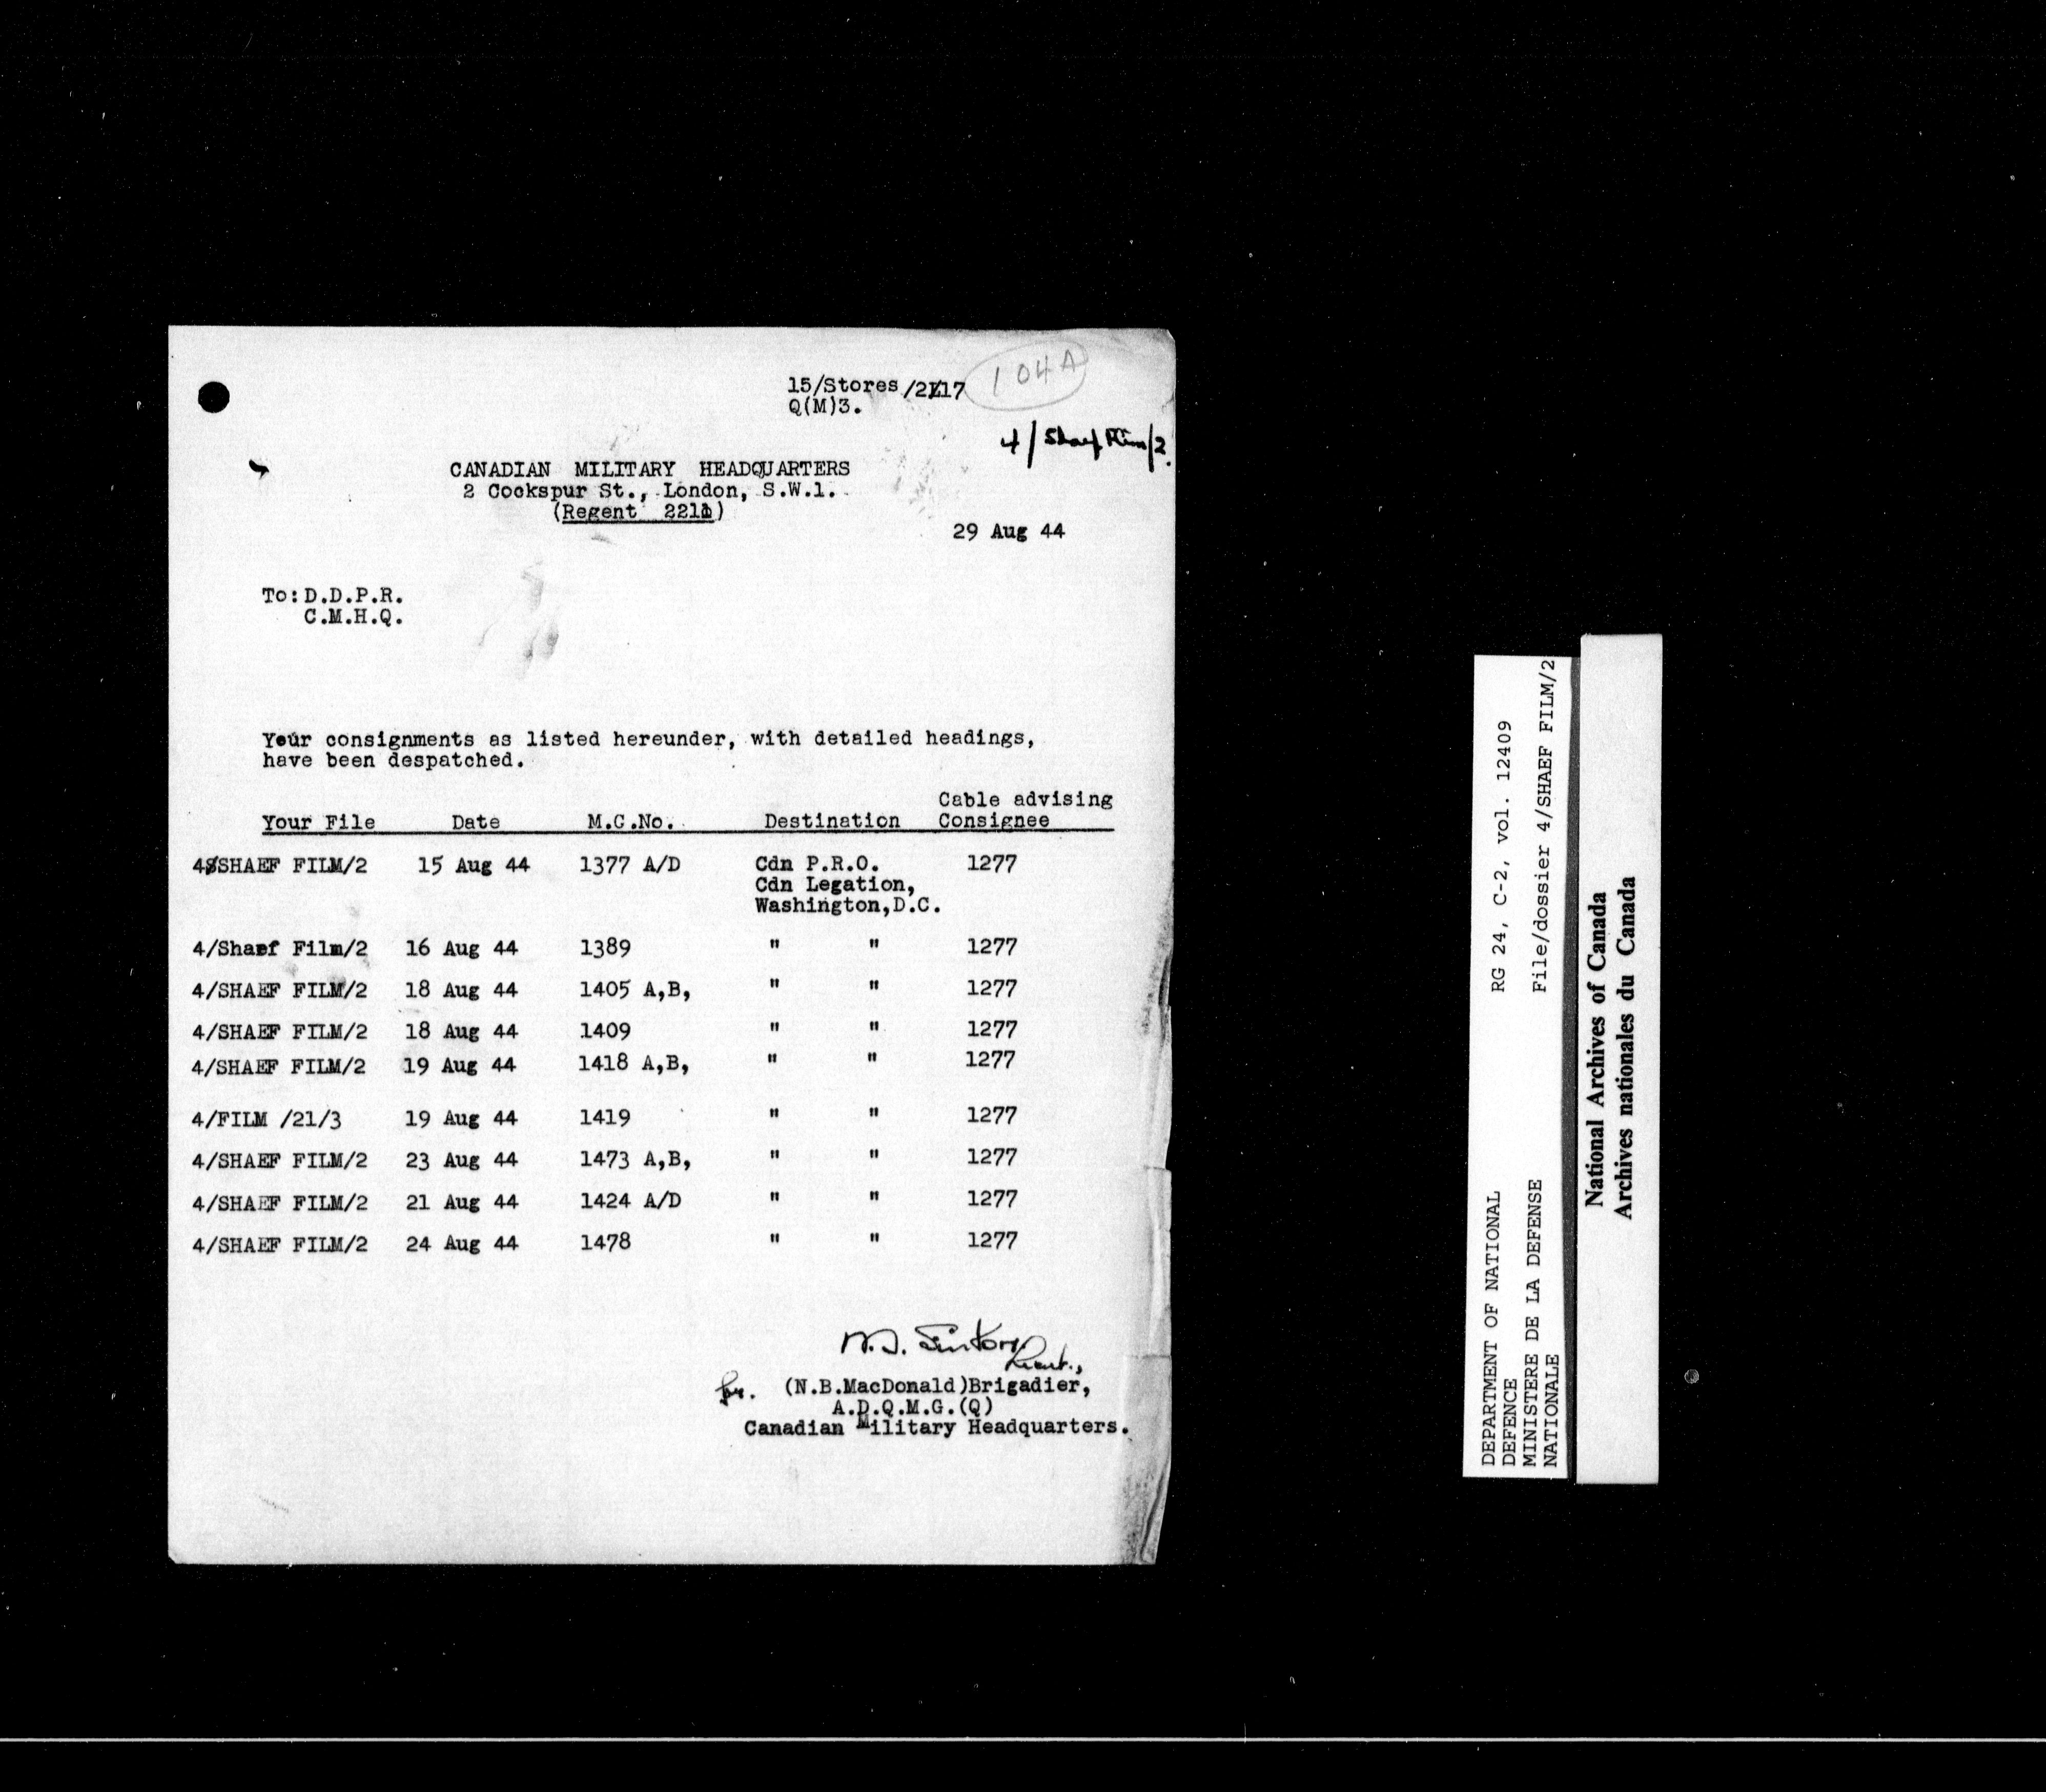 15/Stores/2/17
104A
Q(M)3.
4/Shaef Film/2.
CANADIAN MILITARY HEADQUARTERS
2 Cockspur St., London, S.W.1.
(Regent 2211)
29 Aug 44
To: D.D.P.R.
C.M.H.Q.
Your consignments as listed hereunder, with detailed headings,
have been despatched.
Cable advising
Your File Date M.C.No. Destination Consignee
4/SHAEF FILM/2 15 Aug 44 1377 A/D Cdn P.R.O. 1277
Cdn Legation,
Washington,D.C.
4/Shaef Film/2 16 Aug 44 1389 " " 1277
4/SHAEF FILM/2 18 Aug 44 1405 A,B, " " 1277
4/SHAEF FILM/2 18 Aug 44 1409 " " 1277
4/SHAEF FILM/2 19 Aug 44 1418 A,B, " " 1277
4/FILM /21/3 19 Aug 44 1419 " " 1277
4/SHAEF FILM/2 23 Aug 44 1473 A,B, " " 1277
4/SHAEF FILM/2 21 Aug 44 1424 A/D " " 1277
4/SHAEF FILM/2 24 Aug 44 1478 " " 1277
Lieut.,
for. (N.B.MacDonald)Brigadier,
A.D.Q.M.G.(Q)
Canadian Military Headquarters.
DEPARTMENT OF NATIONAL RG 24, C-2, vol. 12409
DEFENCE
MINISTERE DE LA DEFENSE File/dossier 4/SHAEF FILM/2
NATIONALE
National Archives of Canada
Archives nationales du Canada